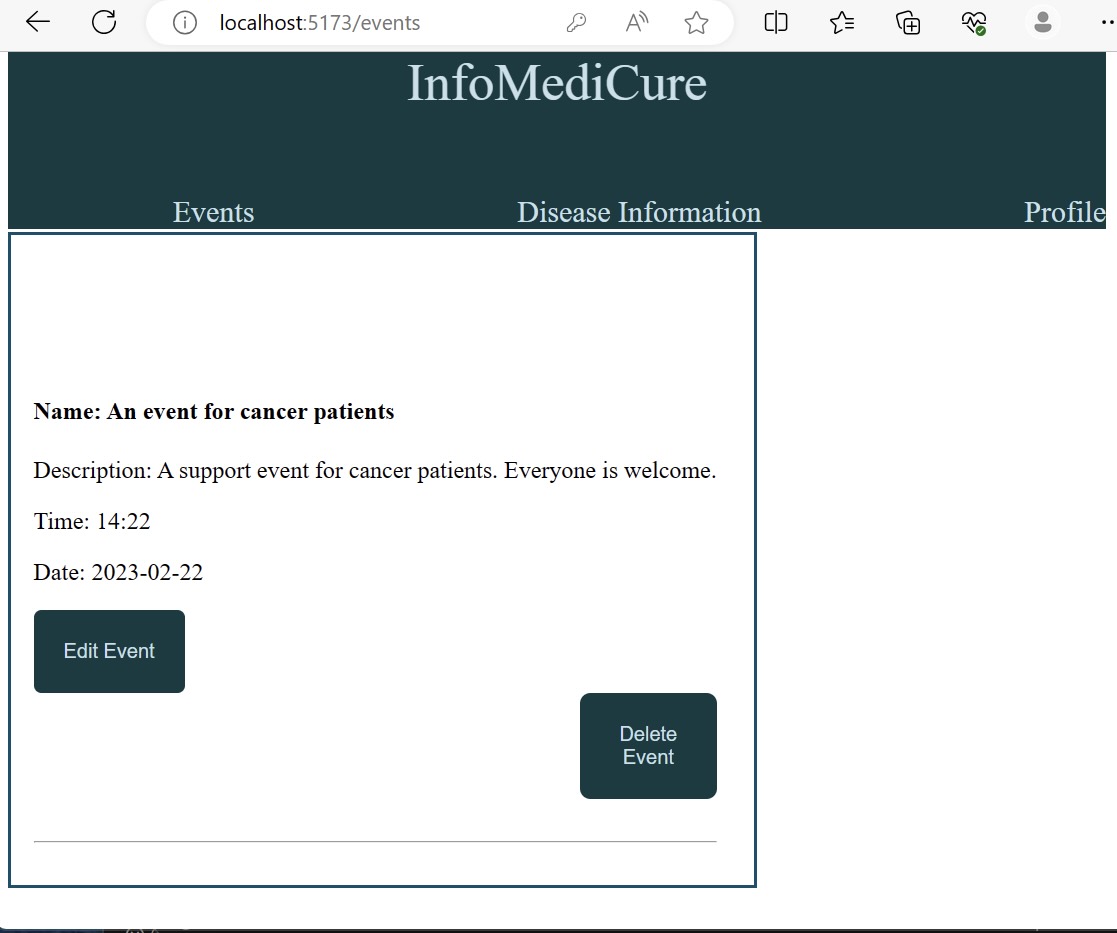 localhost:5173/events
InfoMediCure
Events Disease Information Profile
Name: An event for cancer patients
Description: A support event for cancer patients. Everyone is welcome.
Time: 14:22
Date: 2023-02-22
Edit Event
Delete
Event